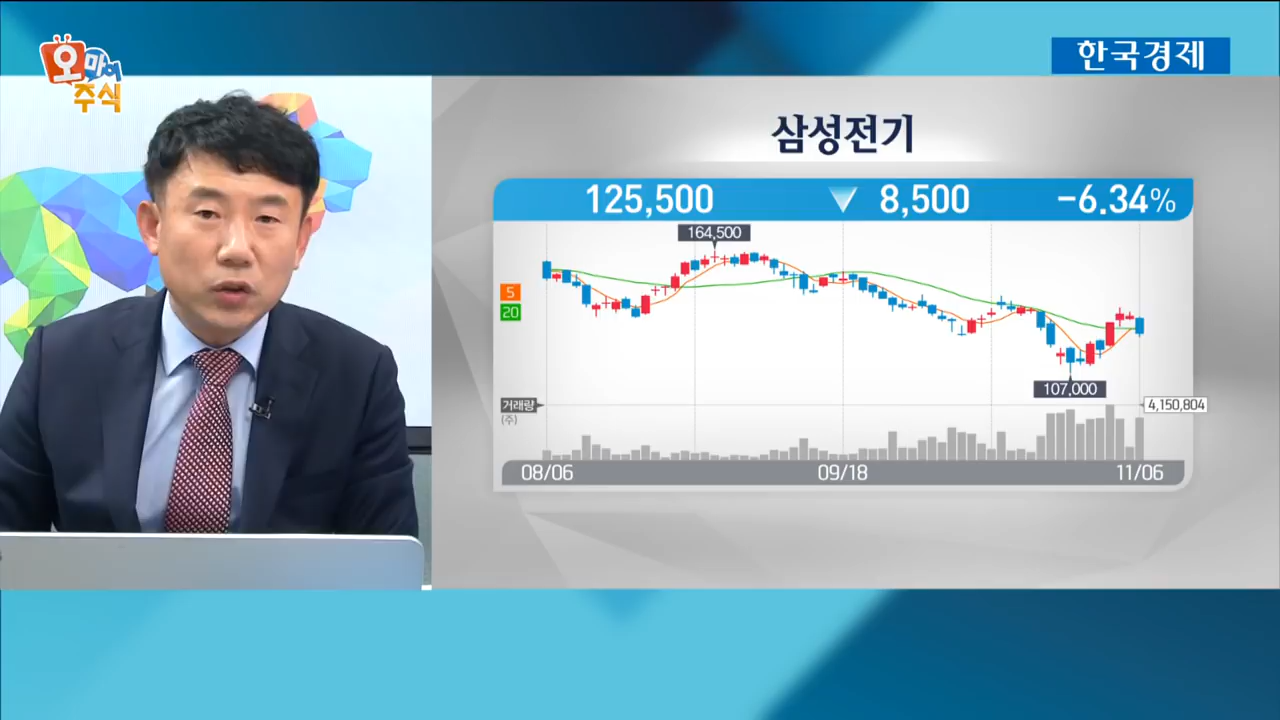 오마이
주식
한국경제
삼성전기
125,500 ▼ 8,500 -6.34%
164,500
5
20
107,000
거래량
(주)
4,150,804
08/06 09/18 11/06